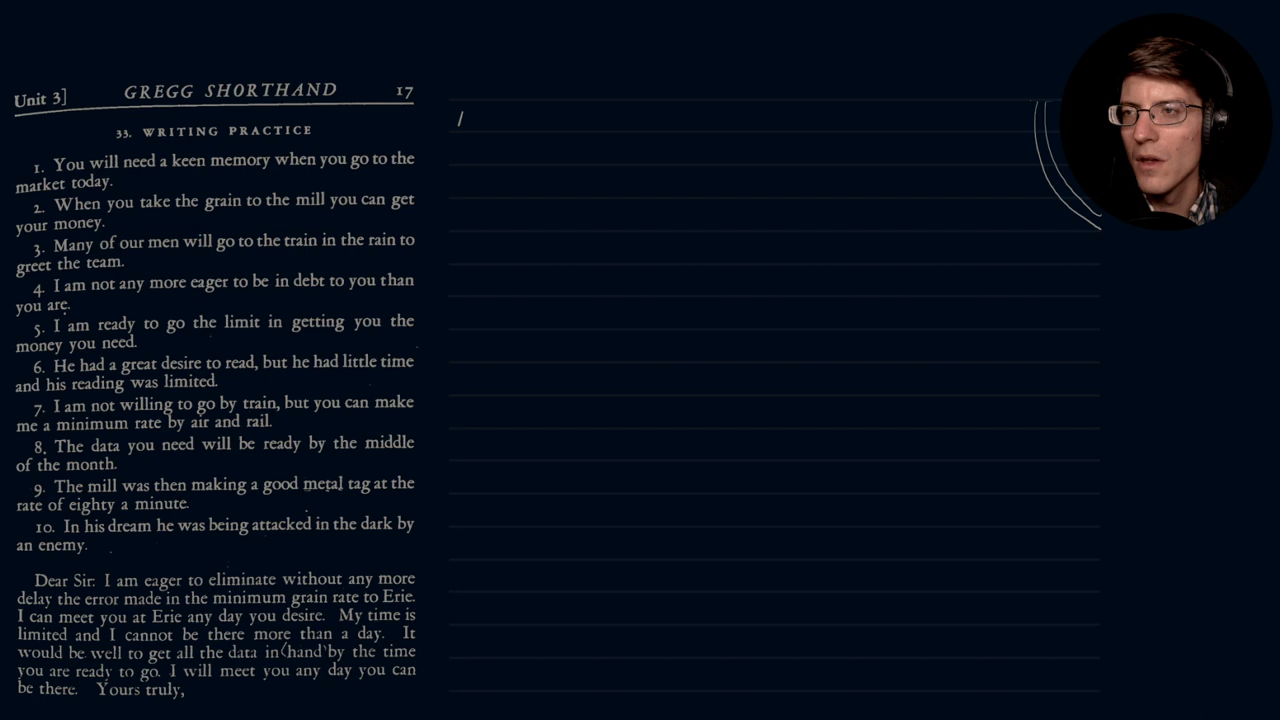 Unit 3] GREGG SHORTHAND 17
33. WRITING PRACTICE
1. You will need a keen memory when you go to the
market today.
2. When you take the grain to the mill you can get
your money.
3. Many of our men will go to the train in the rain to
greet the team.
4. I am not any more eager to be in debt to you than
you are.
5. I am ready to go the limit in getting you the
money you need.
6. He had a great desire to read, but he had little time
and his reading was limited.
7. I am not willing to go by train, but you can make
me a minimum rate by air and rail.
8. The data you need will be ready by the middle
of the month.
9. The mill was then making a good metal tag at the
rate of eighty a minute.
10. In his dream he was being attacked in the dark by
an enemy.
Dear Sir: I am eager to eliminate without any more
delay the error made in the minimum grain rate to Erie.
I can meet you at Erie any day you desire. My time is
limited and I cannot be there more than a day. It
would be well to get all the data in hand by the time
you are ready to go. I will meet you any day you can
be there. Yours truly,